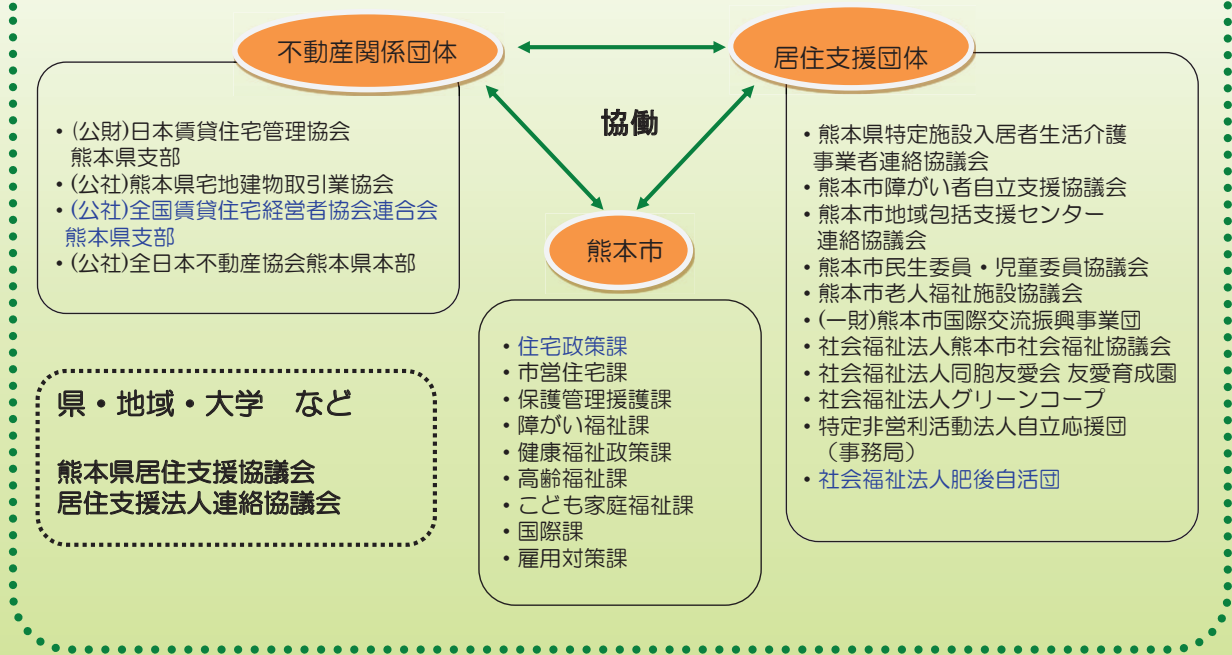 不動産関係団体
・(公財)日本賃貸住宅管理協会
熊本県支部
・(公社)熊本県宅地建物取引業協会
・(公社)全国賃貸住宅経営者協会連合会
熊本県支部
・(公社)全日本不動産協会熊本県本部
協働
居住支援団体
・熊本県特定施設入居者生活介護
事業者連絡協議会
・熊本市障がい者自立支援協議会
・熊本市地域包括支援センター
連絡協議会
・熊本市民生委員・児童委員協議会
・熊本市老人福祉施設協議会
・(一財)熊本市国際交流振興事業団
・社会福祉法人熊本市社会福祉協議会
・社会福祉法人同胞友愛会 友愛育成園
・社会福祉法人グリーンコープ
・特定非営利活動法人自立応援団
（事務局）
・社会福祉法人肥後自活団
熊本市
・住宅政策課
・市営住宅課
・保護管理援護課
・障がい福祉課
・健康福祉政策課
・高齢福祉課
・こども家庭福祉課
・国際課
・雇用対策課
県・地域・大学　など
熊本県居住支援協議会
居住支援法人連絡協議会